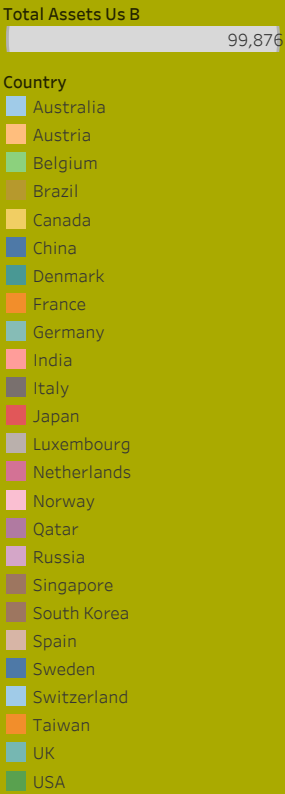 Total Assets Us B
99,876
Country
Australia
Austria
Belgium
Brazil
Canada
China
Denmark
France
Germany
India
Italy
Japan
Luxembourg
Netherlands
Norway
Qatar
Russia
Singapore
South Korea
Spain
Sweden
Switzerland
Taiwan
UK
USA